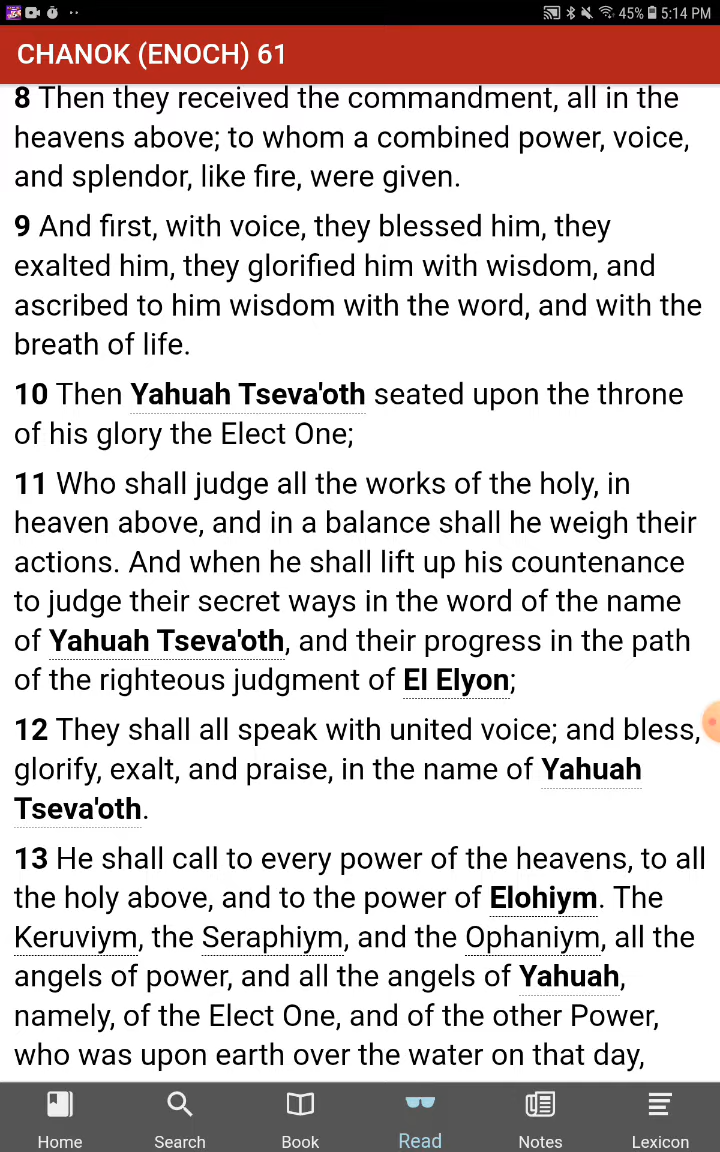 45% 5:14 PM
CHANOK (ENOCH) 61
8 Then they received the commandment, all in the
heavens above; to whom a combined power, voice,
and splendor, like fire, were given.
9 And first, with voice, they blessed him, they
exalted him, they glorified him with wisdom, and
ascribed to him wisdom with the word, and with the
breath of life.
10 Then Yahuah Tseva'oth seated upon the throne
of his glory the Elect One;
11 Who shall judge all the works of the holy, in
heaven above, and in a balance shall he weigh their
actions. And when he shall lift up his countenance
to judge their secret ways in the word of the name
of Yahuah Tseva'oth, and their progress in the path
of the righteous judgment of El Elyon;
12 They shall all speak with united voice; and bless,
glorify, exalt, and praise, in the name of Yahuah
Tseva'oth.
13 He shall call to every power of the heavens, to all
the holy above, and to the power of Elohiym. The
Keruviym, the Seraphiym, and the Ophaniym, all the
angels of power, and all the angels of Yahuah,
namely, of the Elect One, and of the other Power,
who was upon earth over the water on that day,
Home Search Book Read Notes Lexicon